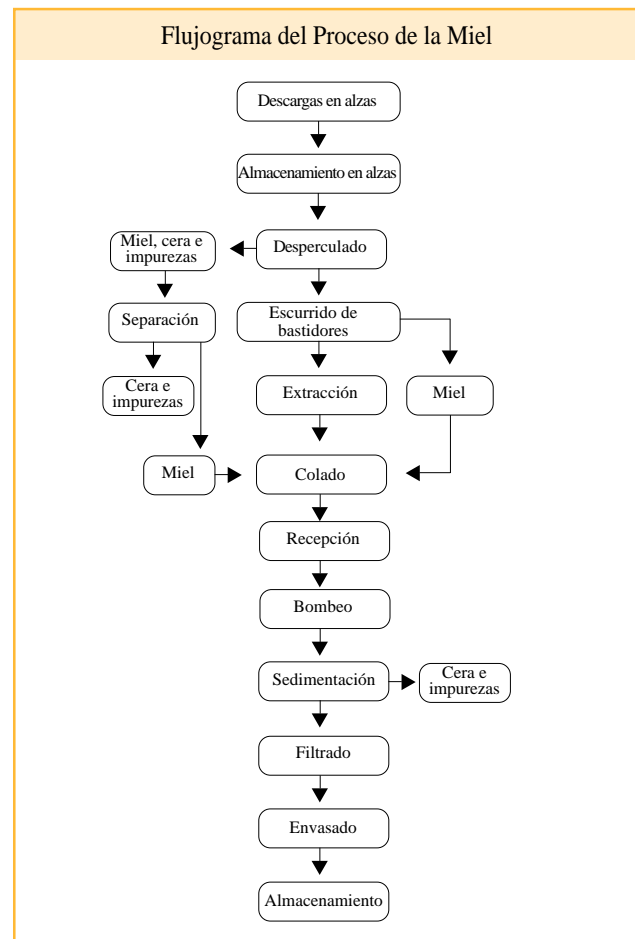 Flujograma del Proceso de la Miel
Descargas en alzas
Almacenamiento en alzas
Miel, cera e
impurezas
Desperculado
Separación
Escurrido de
bastidores
Cera e
impurezas
Extracción
Miel
Miel
Colado
Recepción
Bombeo
Sedimentación
Cera e
impurezas
Filtrado
Envasado
Almacenamiento